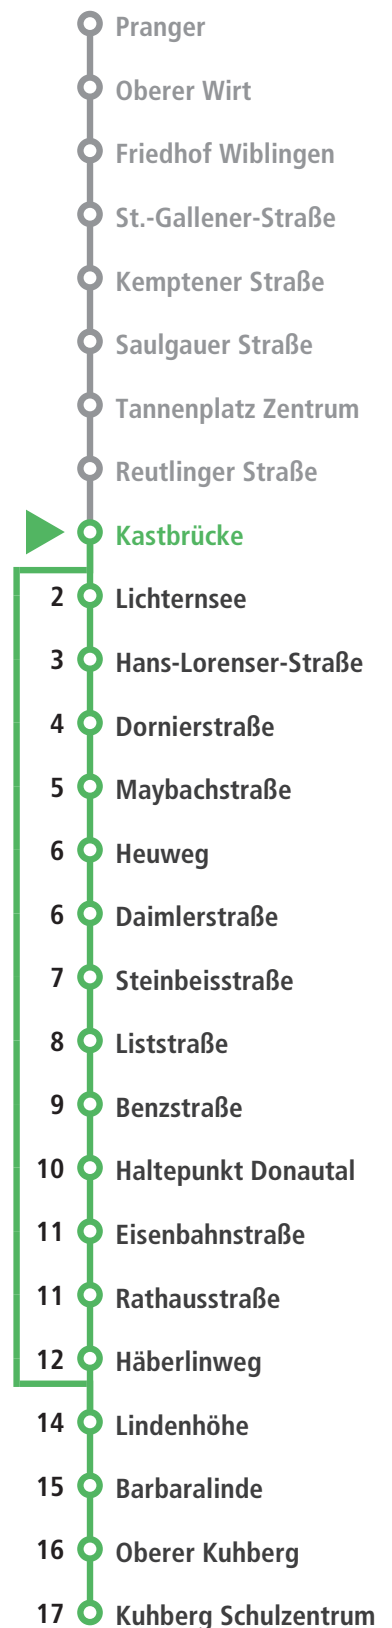 Pranger
Oberer Wirt
Friedhof Wiblingen
St.-Gallener-Straße
Kemptener Straße
Saulgauer Straße
Tannenplatz Zentrum
Reutlinger Straße
Kastbrücke
2 Lichternsee
3 Hans-Lorenser-Straße
4 Dornierstraße
5 Maybachstraße
6 Heuweg
6 Daimlerstraße
7 Steinbeisstraße
8 Liststraße
9 Benzstraße
10 Haltepunkt Donautal
11 Eisenbahnstraße
11 Rathausstraße
12 Häberlinweg
14 Lindenhöhe
15 Barbaralinde
16 Oberer Kuhberg
17 Kuhberg Schulzentrum